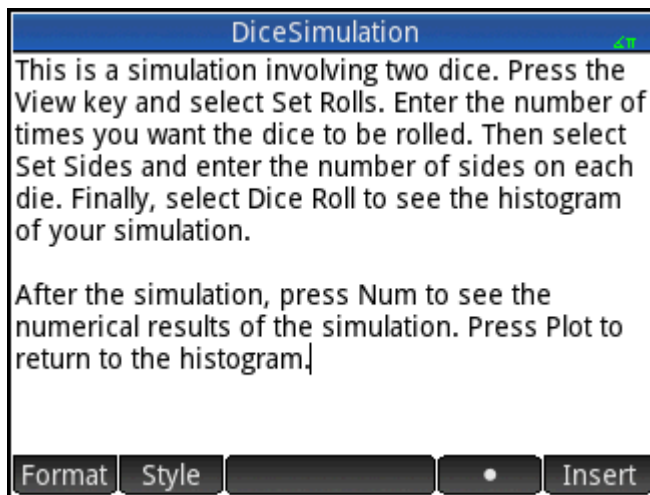 DiceSimulation
∡π
This is a simulation involving two dice. Press the
View key and select Set Rolls. Enter the number of
times you want the dice to be rolled. Then select
Set Sides and enter the number of sides on each
die. Finally, select Dice Roll to see the histogram
of your simulation.
After the simulation, press Num to see the
numerical results of the simulation. Press Plot to
return to the histogram.
Format Style • Insert